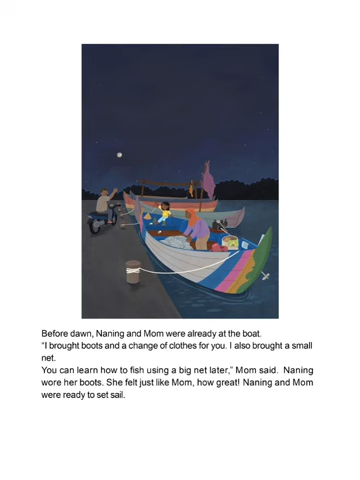 Before dawn, Naning and Mom were already at the boat.
“I brought boots and a change of clothes for you. I also brought a small
net.
You can learn how to fish using a big net later,” Mom said. Naning
wore her boots. She felt just like Mom, how great! Naning and Mom
were ready to set sail.